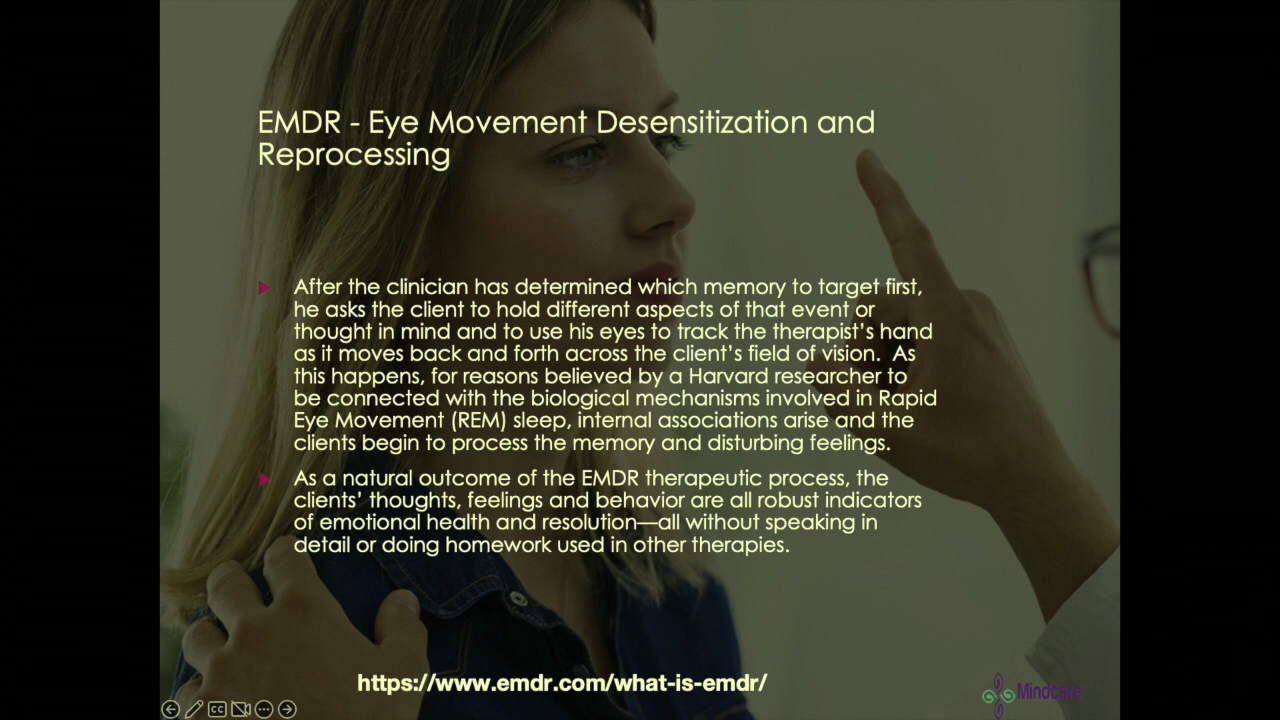 EMDR - Eye Movement Desensitization and
Reprocessing
After the clinician has determined which memory to target first,
he asks the client to hold different aspects of that event or
thought in mind and to use his eyes to track the therapist’s hand
as it moves back and forth across the client’s field of vision. As
this happens, for reasons believed by a Harvard researcher to
be connected with the biological mechanisms involved in Rapid
Eye Movement (REM) sleep, internal associations arise and the
clients begin to process the memory and disturbing feelings.
As a natural outcome of the EMDR therapeutic process, the
clients’ thoughts, feelings and behavior are all robust indicators
of emotional health and resolution—all without speaking in
detail or doing homework used in other therapies.
https://www.emdr.com/what-is-emdr/
Mindcare
CC